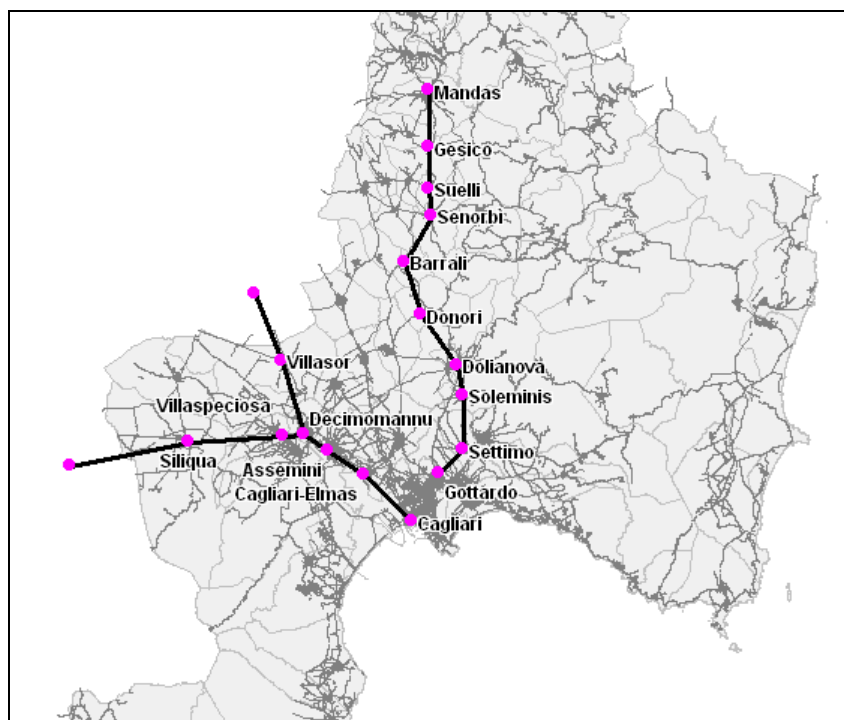 Mandas
Gesico
Suelli
Senorbì
Barrali
Donori
Villasor
Dolianova
Soleminis
Villaspeciosa
Decimomannu
Siliqua
Assemini
Settimo
Cagliari-Elmas
Gottardo
Cagliari